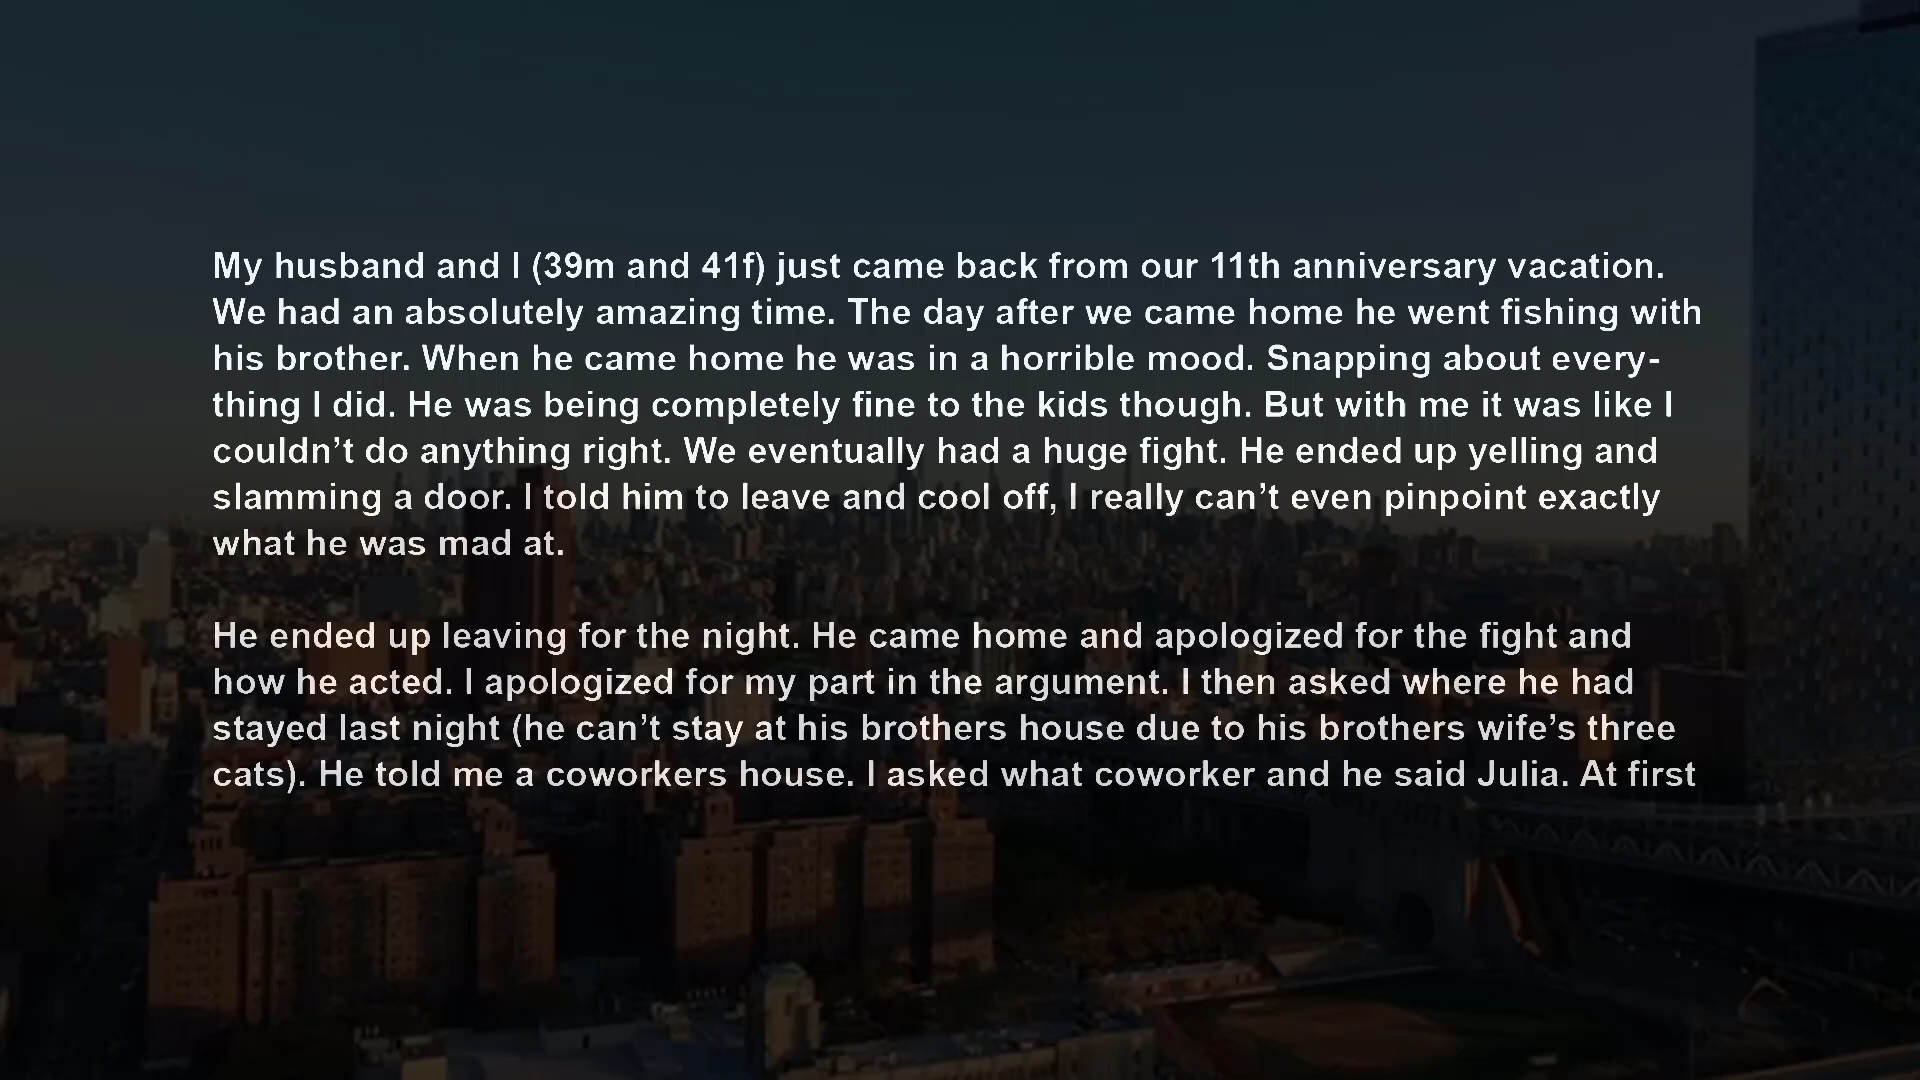 My husband and I (39m and 41f) just came back from our 11th anniversary vacation.
We had an absolutely amazing time. The day after we came home he went fishing with
his brother. When he came home he was in a horrible mood. Snapping about every-
thing I did. He was being completely fine to the kids though. But with me it was like I
couldn’t do anything right. We eventually had a huge fight. He ended up yelling and
slamming a door. I told him to leave and cool off, I really can’t even pinpoint exactly
what he was mad at.
He ended up leaving for the night. He came home and apologized for the fight and
how he acted. I apologized for my part in the argument. I then asked where he had
stayed last night (he can’t stay at his brothers house due to his brothers wife’s three
cats). He told me a coworkers house. I asked what coworker and he said Julia. At first